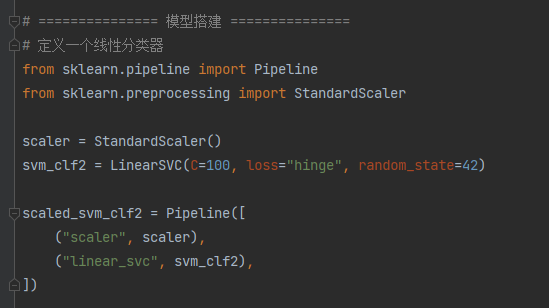 # =============== 模型搭建 ===============
# 定义一个线性分类器
from sklearn.pipeline import Pipeline
from sklearn.preprocessing import StandardScaler
scaler = StandardScaler()
svm_clf2 = LinearSVC(C=100, loss="hinge", random_state=42)
scaled_svm_clf2 = Pipeline([
    ("scaler", scaler),
    ("linear_svc", svm_clf2),
])